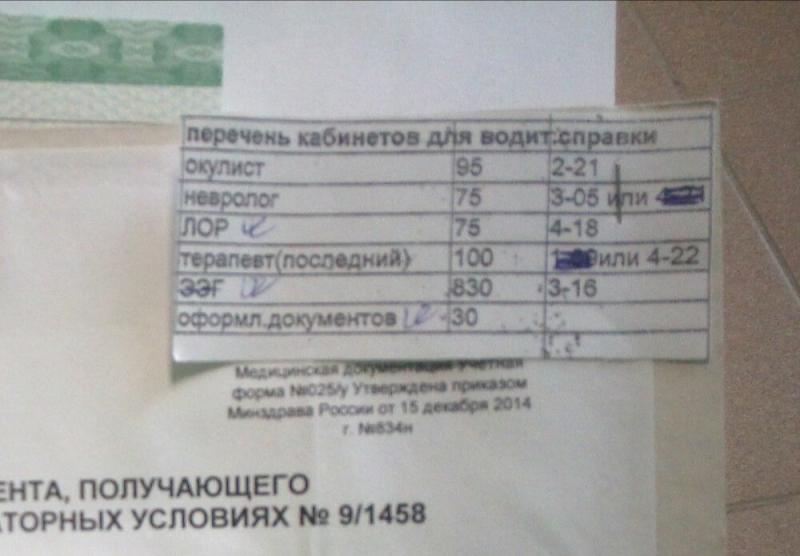 перечень кабинетов для водит.справки
окулист 95 2-21
невролог 75 3-05 или
ЛОР 75 4-18
терапевт(последний) 100 или 4-22
ЭЭГ 830 3-16
оформл.документов 30
Медицинская документация Учетная
форма №025/у Утверждена приказом
Минздрава России от 15 декабря 2014
г. №834н
ЕНТА, ПОЛУЧАЮЩЕГО
АТОРНЫХ УСЛОВИЯХ № 9/1458